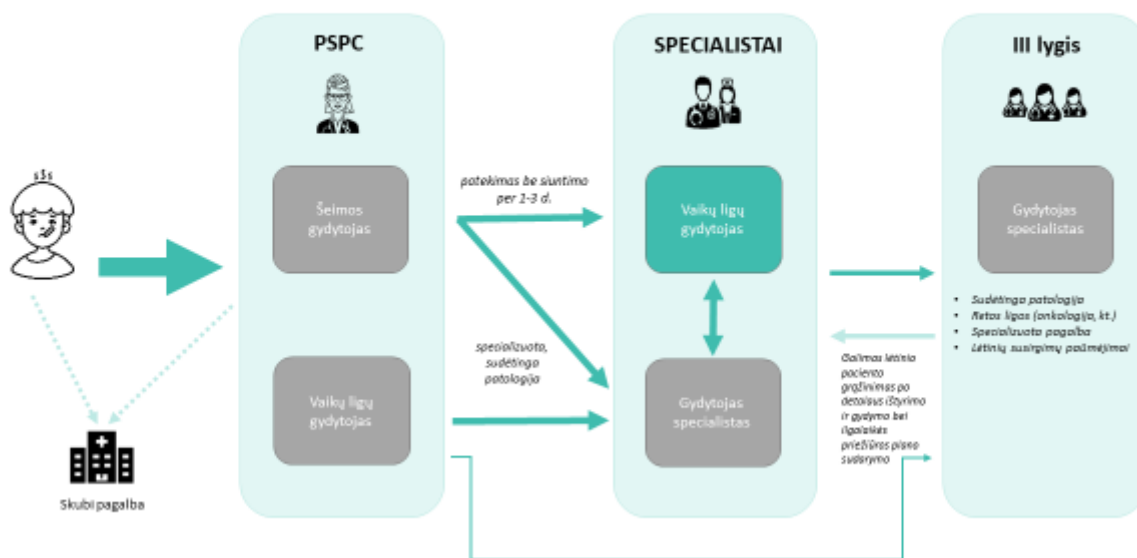 PSPC
SPECIALISTAI
III lygis
Šeimos
gydytojas
Vaikų ligų
gydytojas
patekimas be siuntimo
per 1-3 d.
specializuota,
sudėtinga
patologija
Vaikų ligų
gydytojas
Gydytojas
specialistas
Gydytojas
specialistas
• Sudėtinga patologija
• Retos ligos (onkologija, kt.)
• Specializuota pagalba
• Lėtinių susirgimų paūmėjimai
Galimas lėtinio
paciento
grąžinimas po
detalaus ištyrimo
ir gydymo bei
ilgalaikės
priežiūros plano
sudarymo
Skubi pagalba